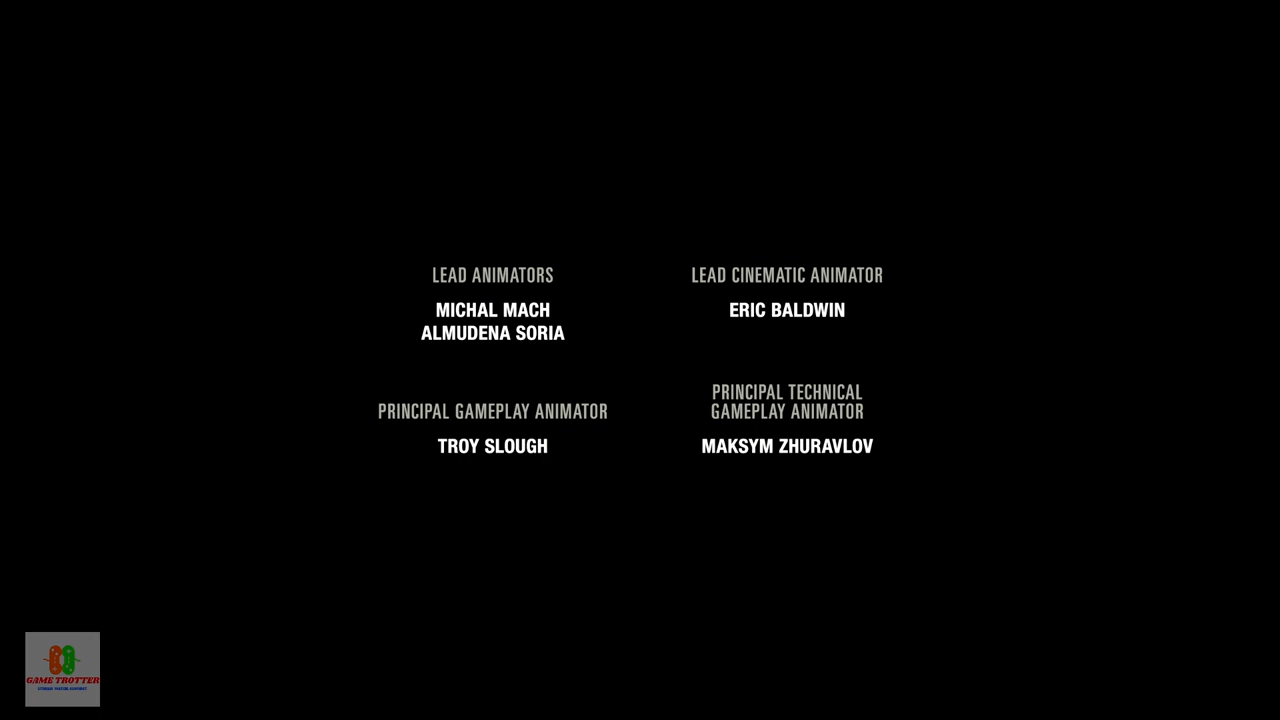 LEAD ANIMATORS
MICHAL MACH
ALMUDENA SORIA
LEAD CINEMATIC ANIMATOR
ERIC BALDWIN
PRINCIPAL GAMEPLAY ANIMATOR
TROY SLOUGH
PRINCIPAL TECHNICAL
GAMEPLAY ANIMATOR
MAKSYM ZHURAVLOV
GAME TROTTER